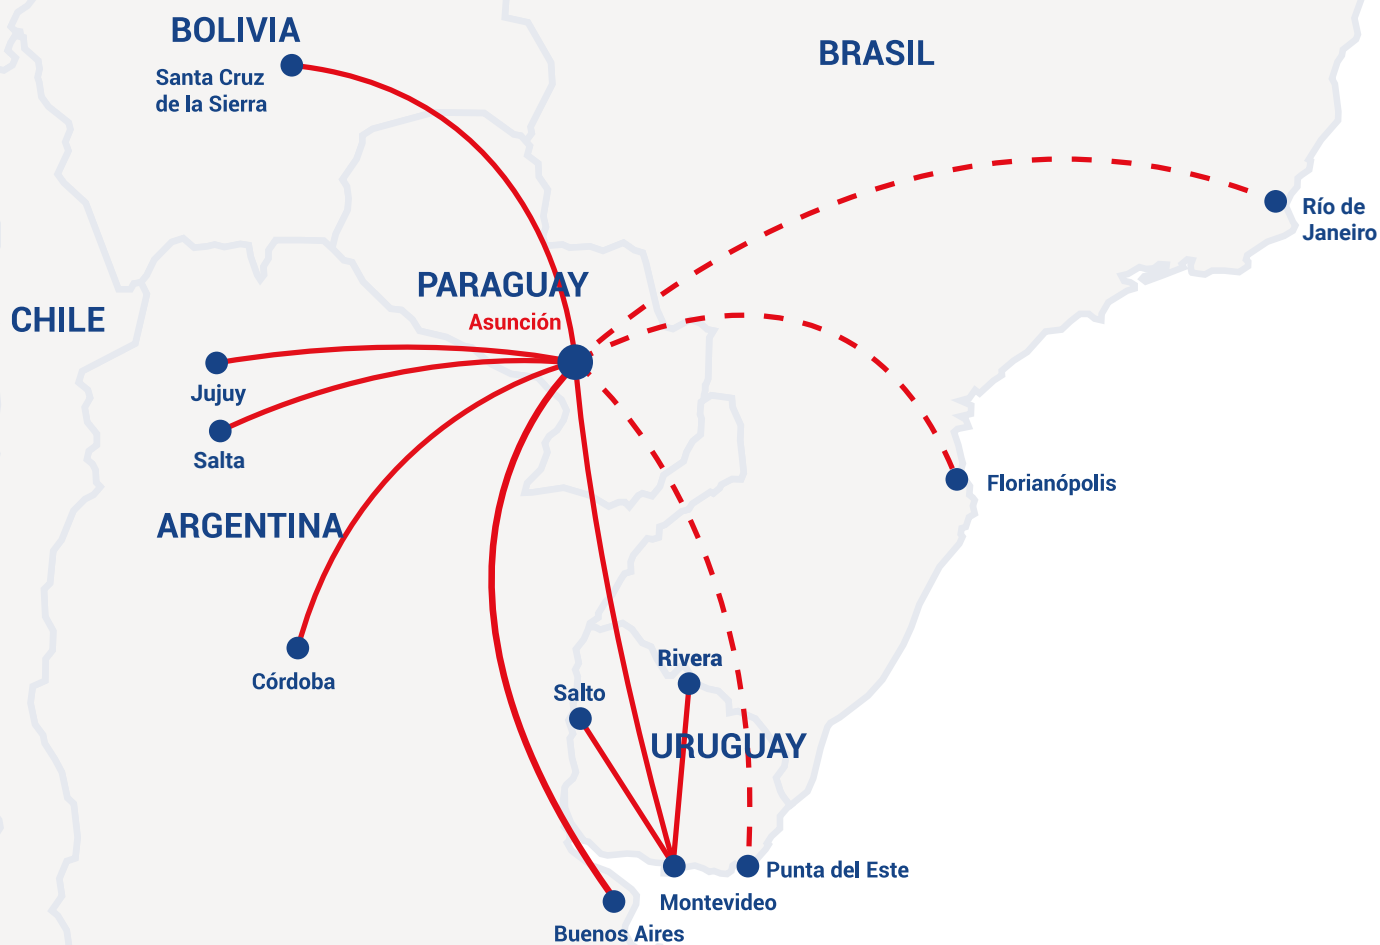 BOLIVIA
Santa Cruz
de la Sierra
BRASIL
Río de
Janeiro
PARAGUAY
Asunción
CHILE
Jujuy
Salta
Florianópolis
ARGENTINA
Córdoba
Rivera
Salto
URUGUAY
Punta del Este
Montevideo
Buenos Aires